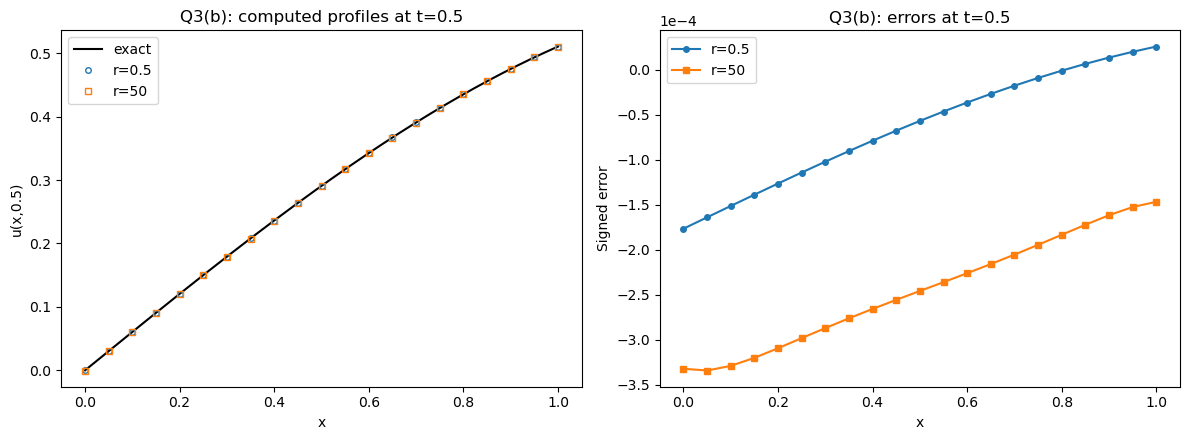 Q3(b): computed profiles at t=0.5
exact
r=0.5
r=50
u(x,0.5)
0.5
0.4
0.3
0.2
0.1
0.0
0.0
0.2
0.4
0.6
0.8
1.0
x
Q3(b): errors at t=0.5
1e−4
r=0.5
r=50
Signed error
0.0
−0.5
−1.0
−1.5
−2.0
−2.5
−3.0
−3.5
0.0
0.2
0.4
0.6
0.8
1.0
x